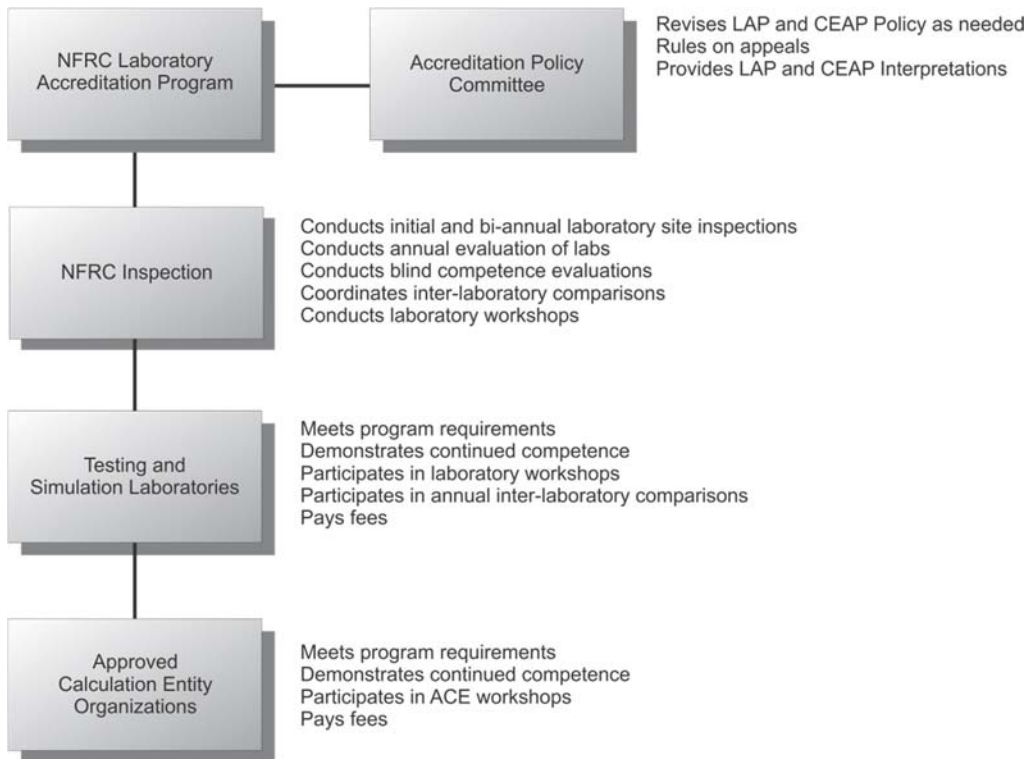 NFRC Laboratory
Accreditation Program
Accreditation Policy
Committee
Revises LAP and CEAP Policy as needed
Rules on appeals
Provides LAP and CEAP Interpretations
NFRC Inspection
Conducts initial and bi-annual laboratory site inspections
Conducts annual evaluation of labs
Conducts blind competence evaluations
Coordinates inter-laboratory comparisons
Conducts laboratory workshops
Testing and
Simulation Laboratories
Meets program requirements
Demonstrates continued competence
Participates in laboratory workshops
Participates in annual inter-laboratory comparisons
Pays fees
Approved
Calculation Entity
Organizations
Meets program requirements
Demonstrates continued competence
Participates in ACE workshops
Pays fees